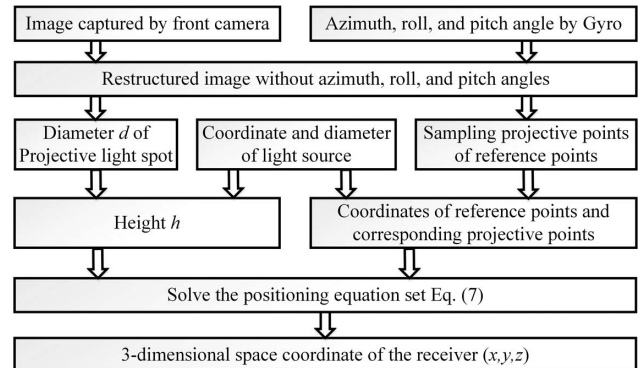 Image captured by front camera
Azimuth, roll, and pitch angle by Gyro
Restructured image without azimuth, roll, and pitch angles
Diameter d of
Projective light spot
Coordinate and diameter
of light source
Sampling projective points
of reference points
Height h
Coordinates of reference points and
corresponding projective points
Solve the positioning equation set Eq. (7)
3-dimensional space coordinate of the receiver (x,y,z)